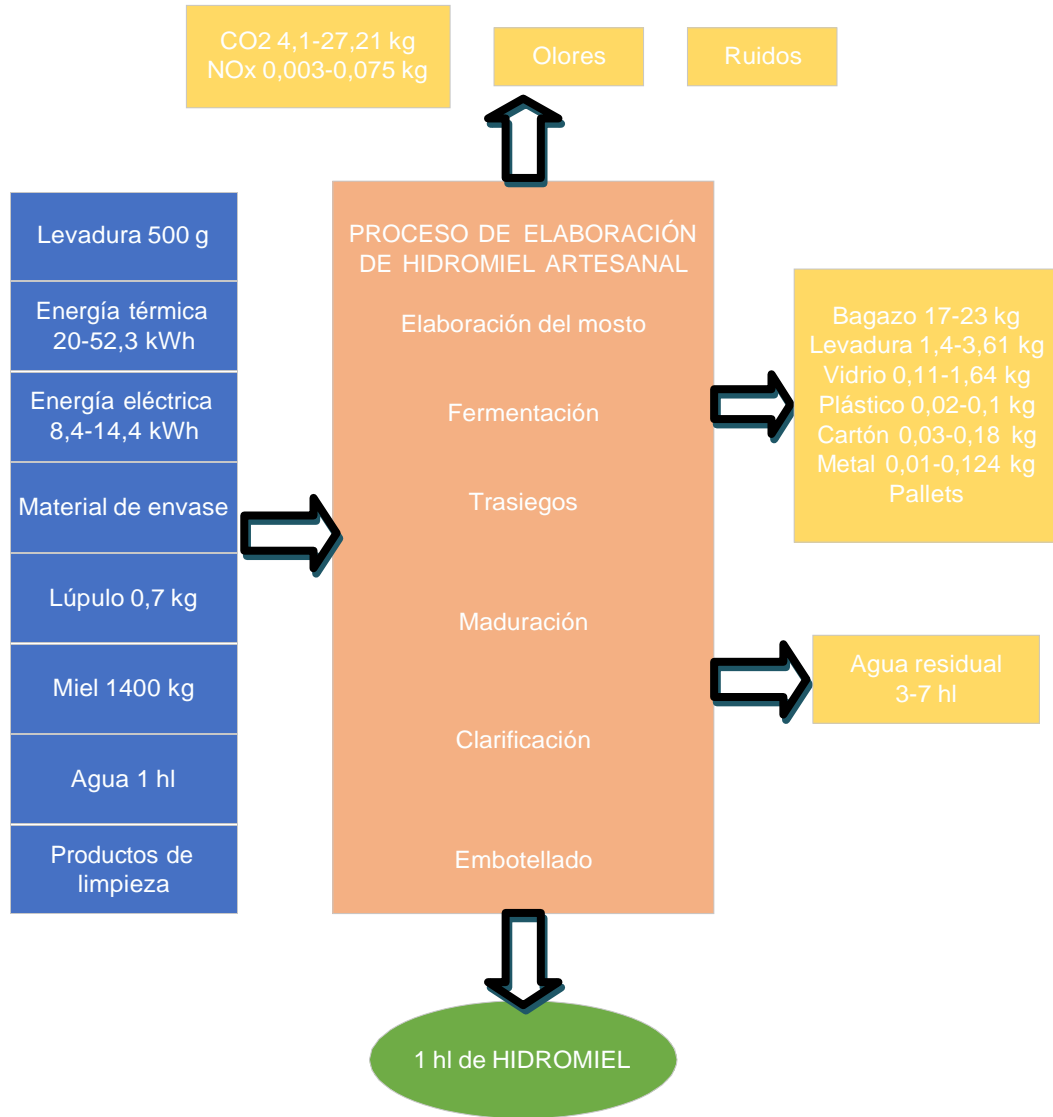 CO2 4,1-27,21 kg
NOx 0,003-0,075 kg
Olores
Ruidos
Levadura 500 g
Energía térmica
20-52,3 kWh
Energía eléctrica
8,4-14,4 kWh
Material de envase
Lúpulo 0,7 kg
Miel 1400 kg
Agua 1 hl
Productos de
limpieza
PROCESO DE ELABORACIÓN
DE HIDROMIEL ARTESANAL
Elaboración del mosto
Fermentación
Trasiegos
Maduración
Clarificación
Embotellado
Bagazo 17-23 kg
Levadura 1,4-3,61 kg
Vidrio 0,11-1,64 kg
Plástico 0,02-0,1 kg
Cartón 0,03-0,18 kg
Metal 0,01-0,124 kg
Pallets
Agua residual
3-7 hl
1 hl de HIDROMIEL